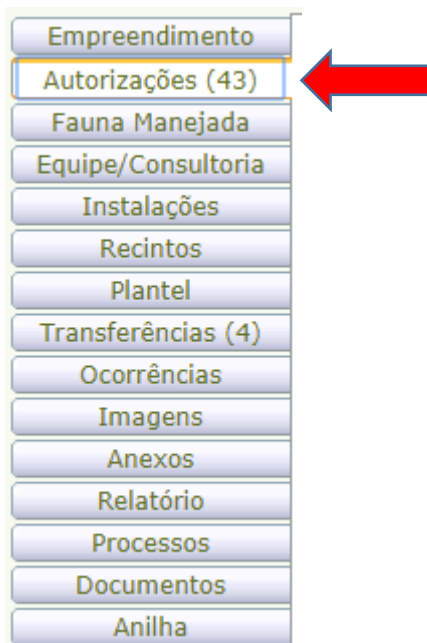 Empreendimento
Autorizações (43)
Fauna Manejada
Equipe/Consultoria
Instalações
Recintos
Plantel
Transferências (4)
Ocorrências
Imagens
Anexos
Relatório
Processos
Documentos
Anilha